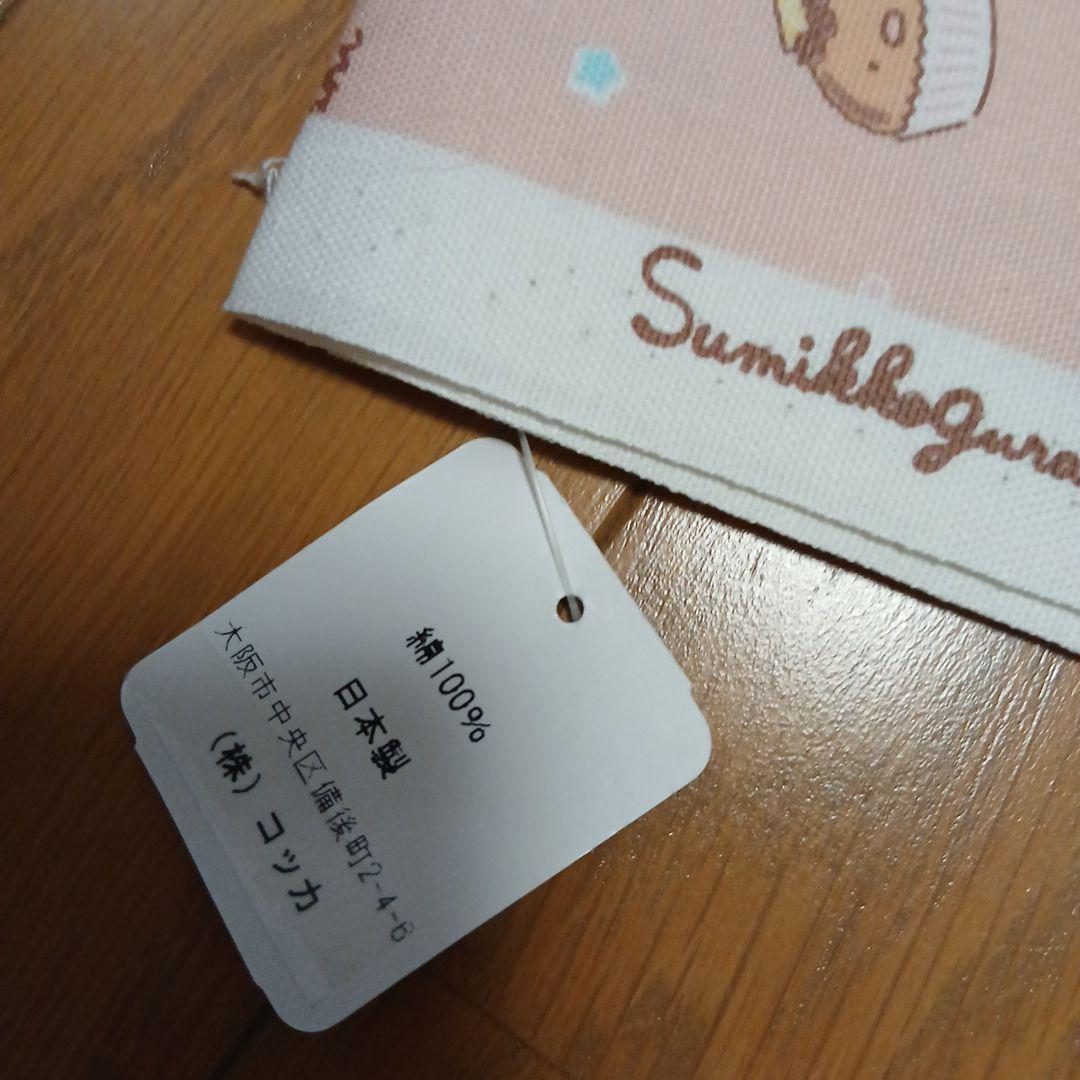 Sumikkogura
綿100%
日本製
大阪市中央区備後町2-4-6
(株)コッカ